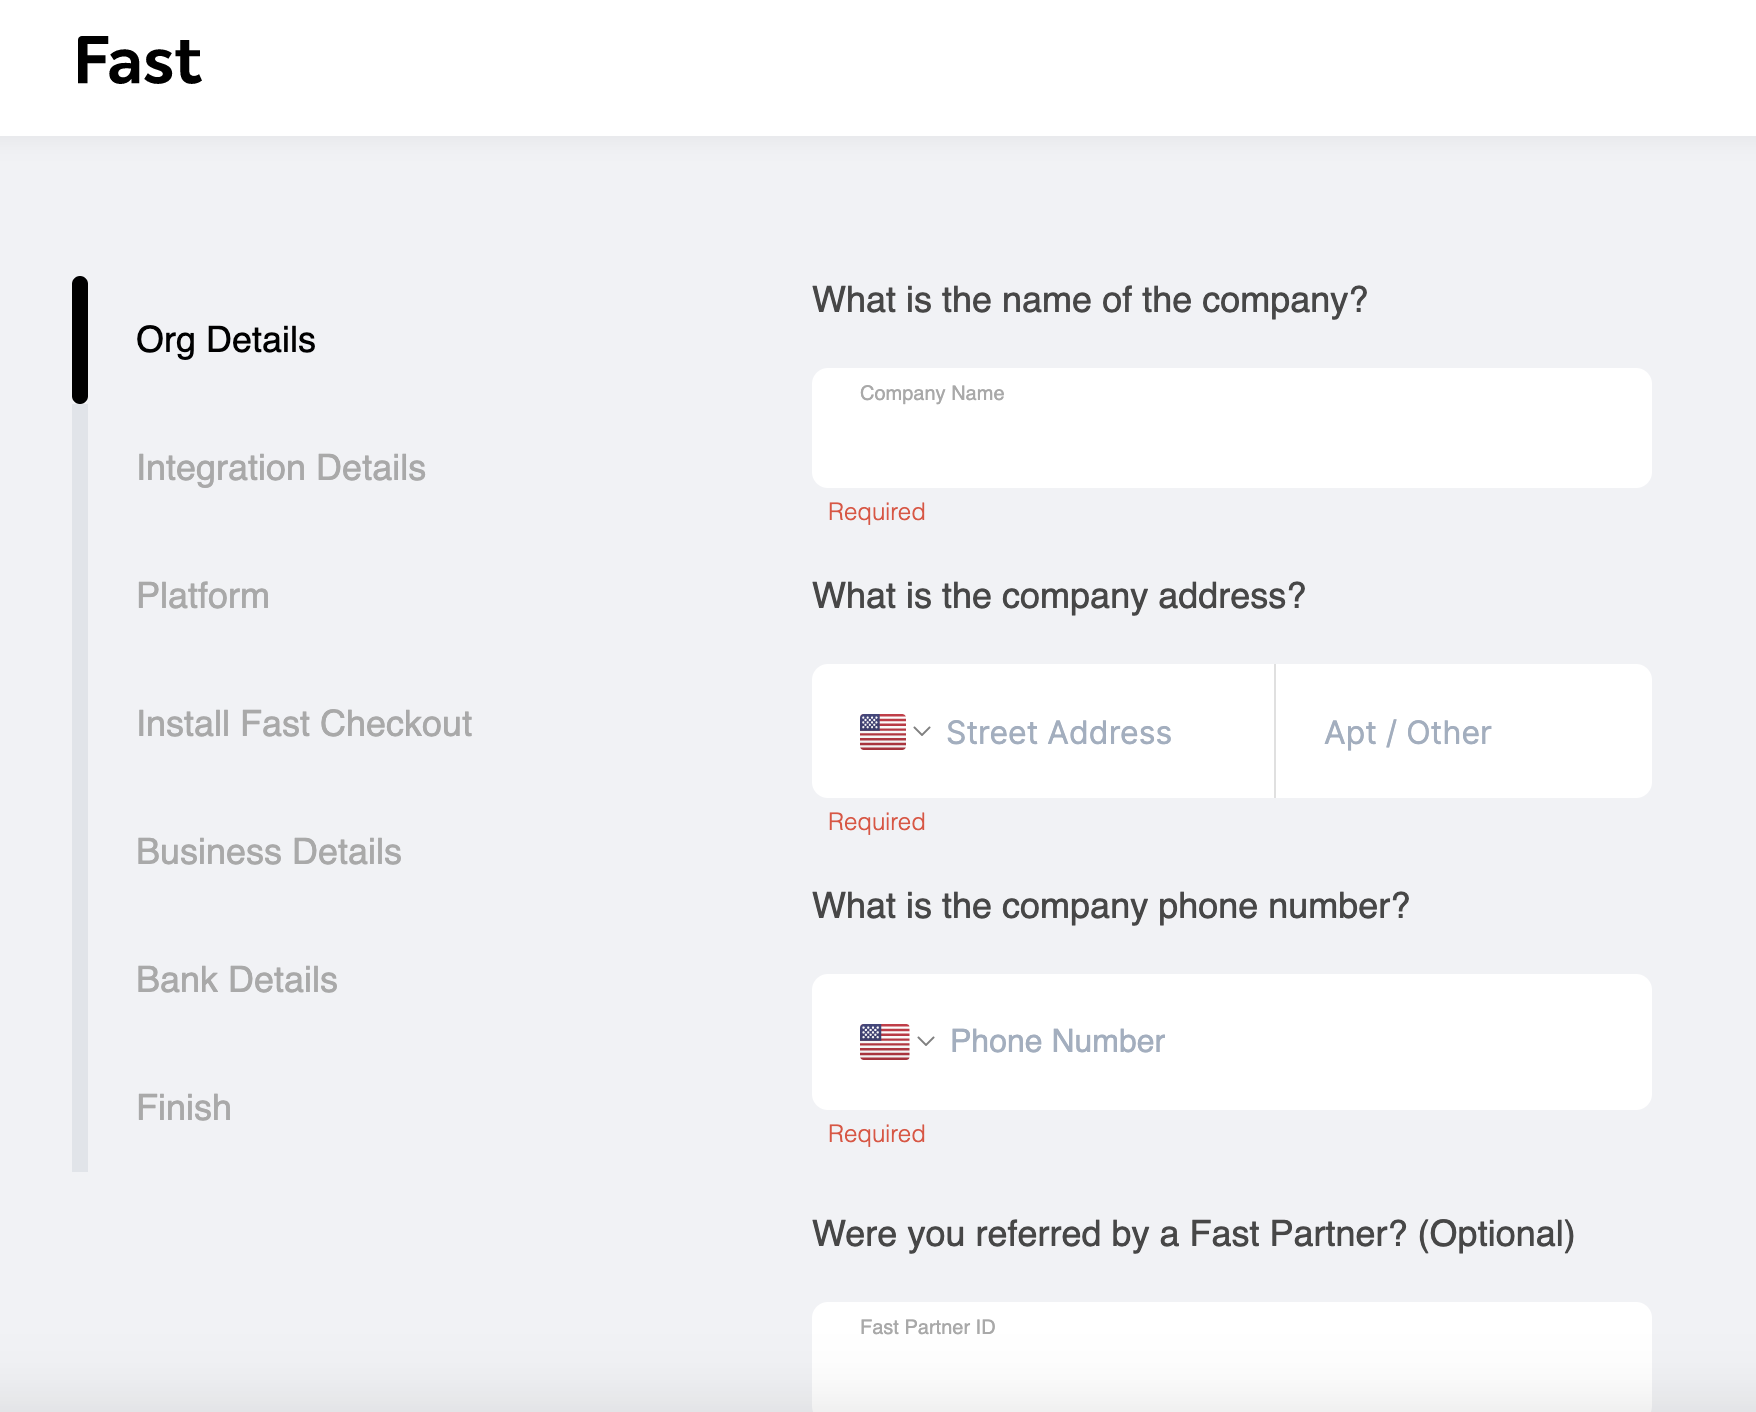 Fast
Org Details
Integration Details
Platform
Install Fast Checkout
Business Details
Bank Details
Finish
What is the name of the company?
Company Name
Required
What is the company address?
Street Address
Apt / Other
Required
What is the company phone number?
Phone Number
Required
Were you referred by a Fast Partner? (Optional)
Fast Partner ID